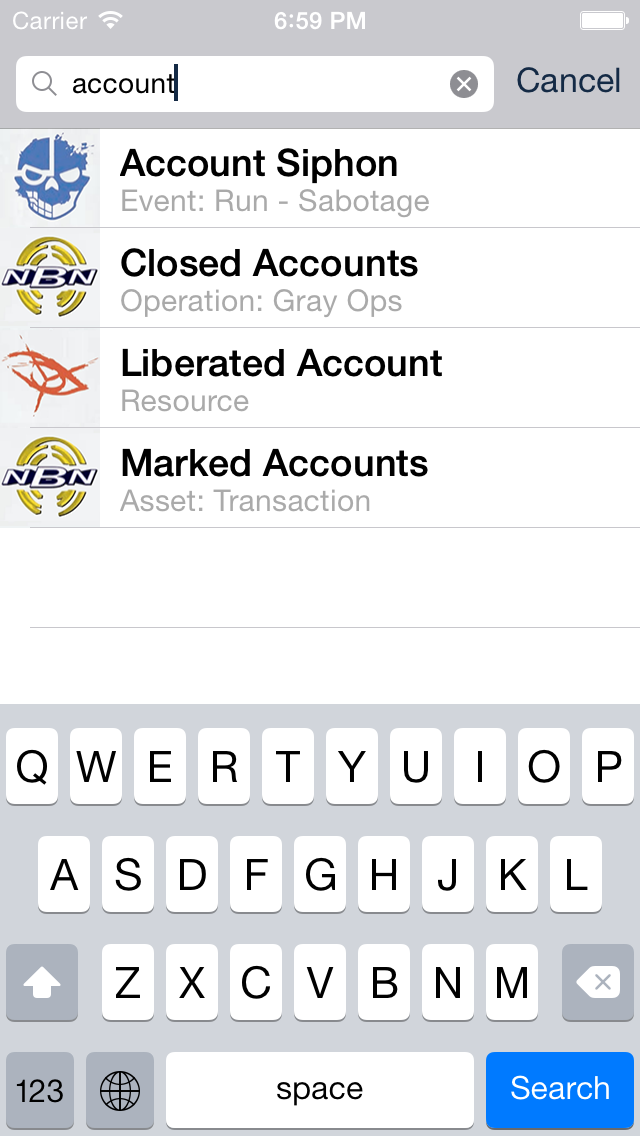 Carrier 6:59 PM
account Cancel
Account Siphon
Event: Run - Sabotage
NBN
Closed Accounts
Operation: Gray Ops
Liberated Account
Resource
NBN
Marked Accounts
Asset: Transaction
Q W E R T Y U I O P
A S D F G H J K L
Z X C V B N M
123 space Search